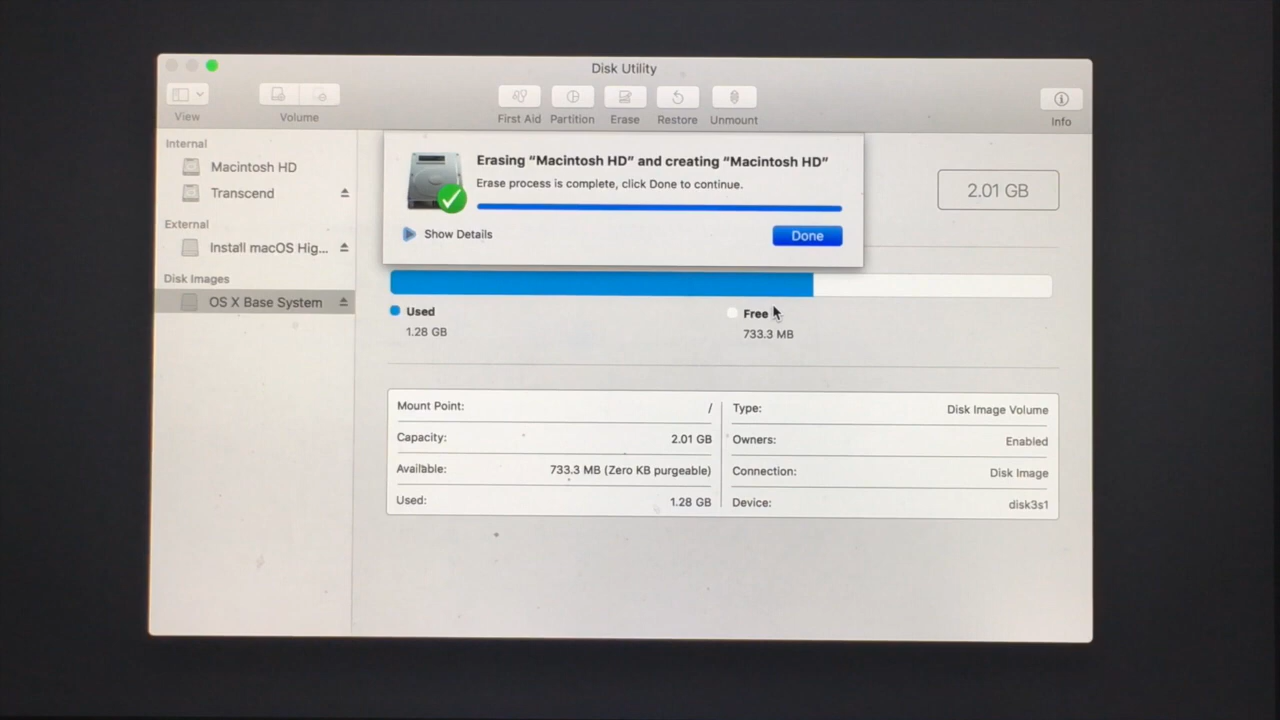 Disk Utility
View
Volume
First Aid
Partition
Erase
Restore
Unmount
Info
Internal
Macintosh HD
Transcend
External
Install macOS Hig...
Disk Images
OS X Base System
Erasing “Macintosh HD” and creating “Macintosh HD”
Erase process is complete, click Done to continue.
Show Details
Done
2.01 GB
Used
1.28 GB
Free
733.3 MB
Mount Point: /
Capacity: 2.01 GB
Available: 733.3 MB (Zero KB purgeable)
Used: 1.28 GB
Type: Disk Image Volume
Owners: Enabled
Connection: Disk Image
Device: disk3s1